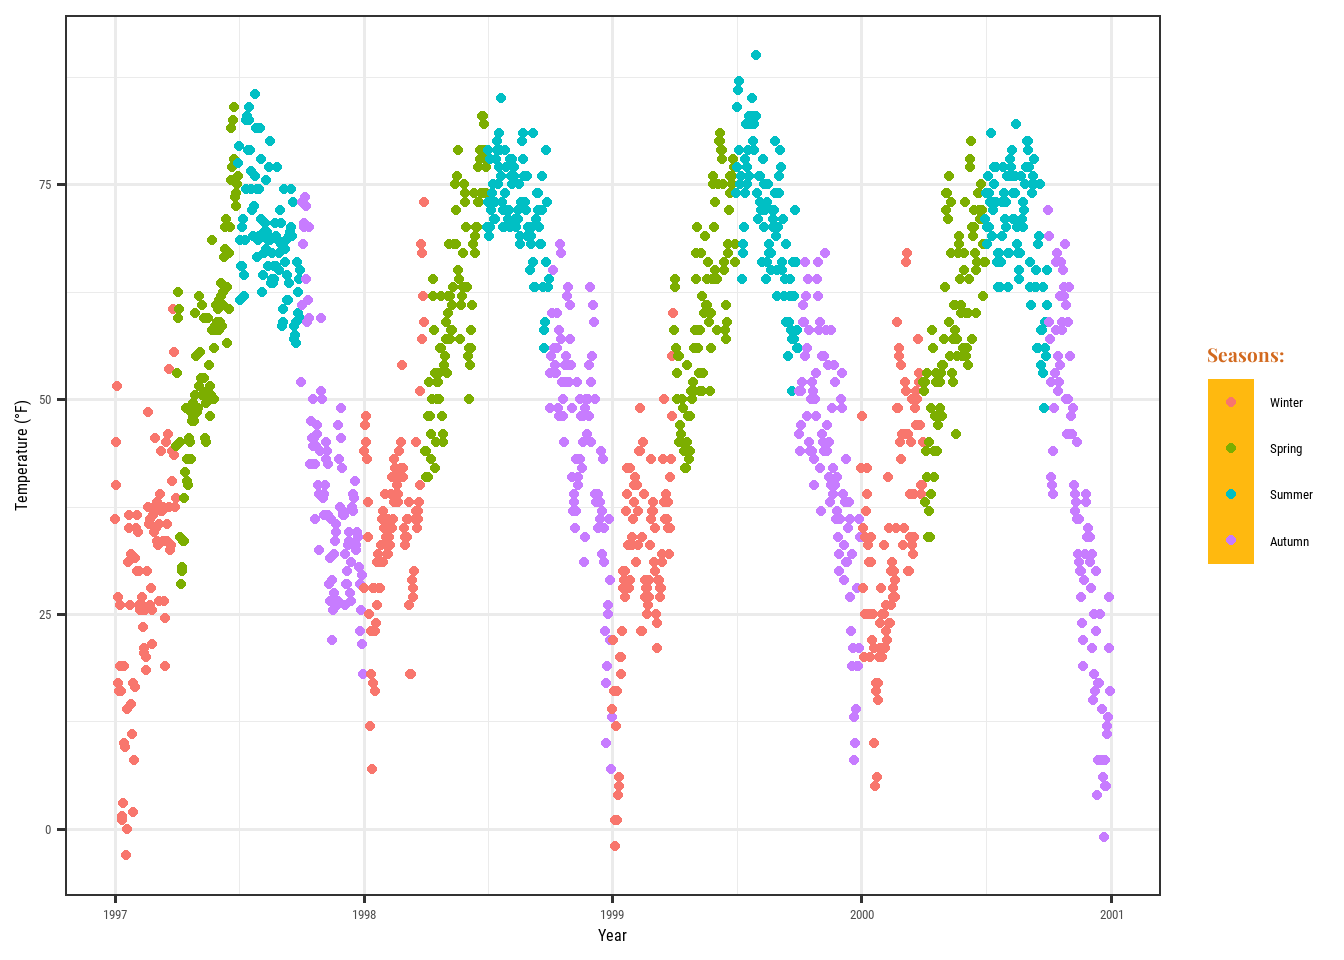 75
50
25
0
Temperature (°F)
1997 1998 1999 2000 2001
Year
Seasons:
Winter
Spring
Summer
Autumn